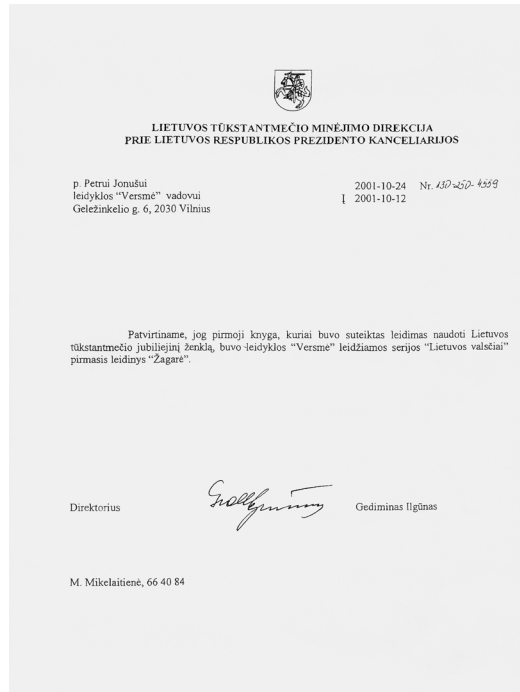 LIETUVOS TŪKSTANTMEČIO MINĖJIMO DIREKCIJA
PRIE LIETUVOS RESPUBLIKOS PREZIDENTO KANCELIARIJOS
p. Petrui Jonušui
leidyklos “Versmė” vadovui
Geležinkelio g. 6, 2030 Vilnius
2001-10-24 Nr. 130-250-4559
Į 2001-10-12
Patvirtiname, jog pirmoji knyga, kuriai buvo suteiktas leidimas naudoti Lietuvos
tūkstantmečio jubiliejinį ženklą, buvo leidyklos “Versmė” leidžiamos serijos “Lietuvos valsčiai”
pirmasis leidinys “Žagarė”.
Direktorius
Gediminas Ilgūnas
M. Mikelaitienė, 66 40 84